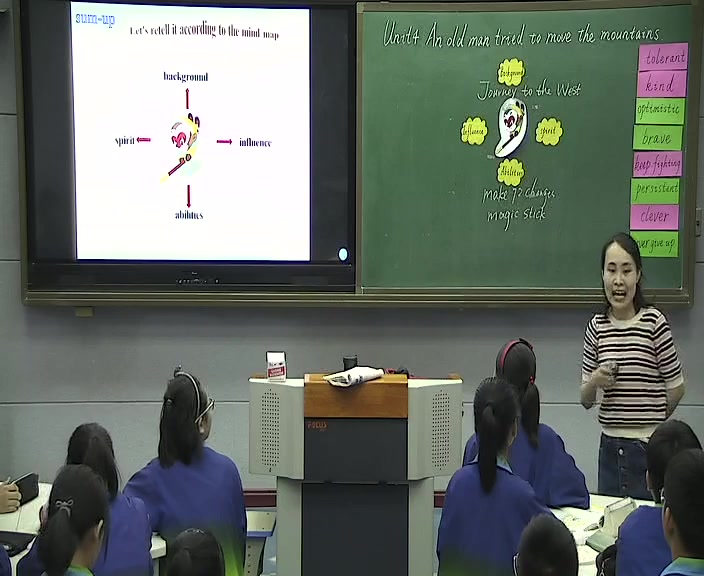 sum-up
Let's retell it according to the mind map
background
spirit
influence
abilities
Unit4 An old man tried to move the mountains
Background
Journey to the West
Influence
spirit
Abilities
make 72 changes
magic stick
tolerant
kind
optimistic
brave
keep fighting
persistent
clever
never give up
FOCUS